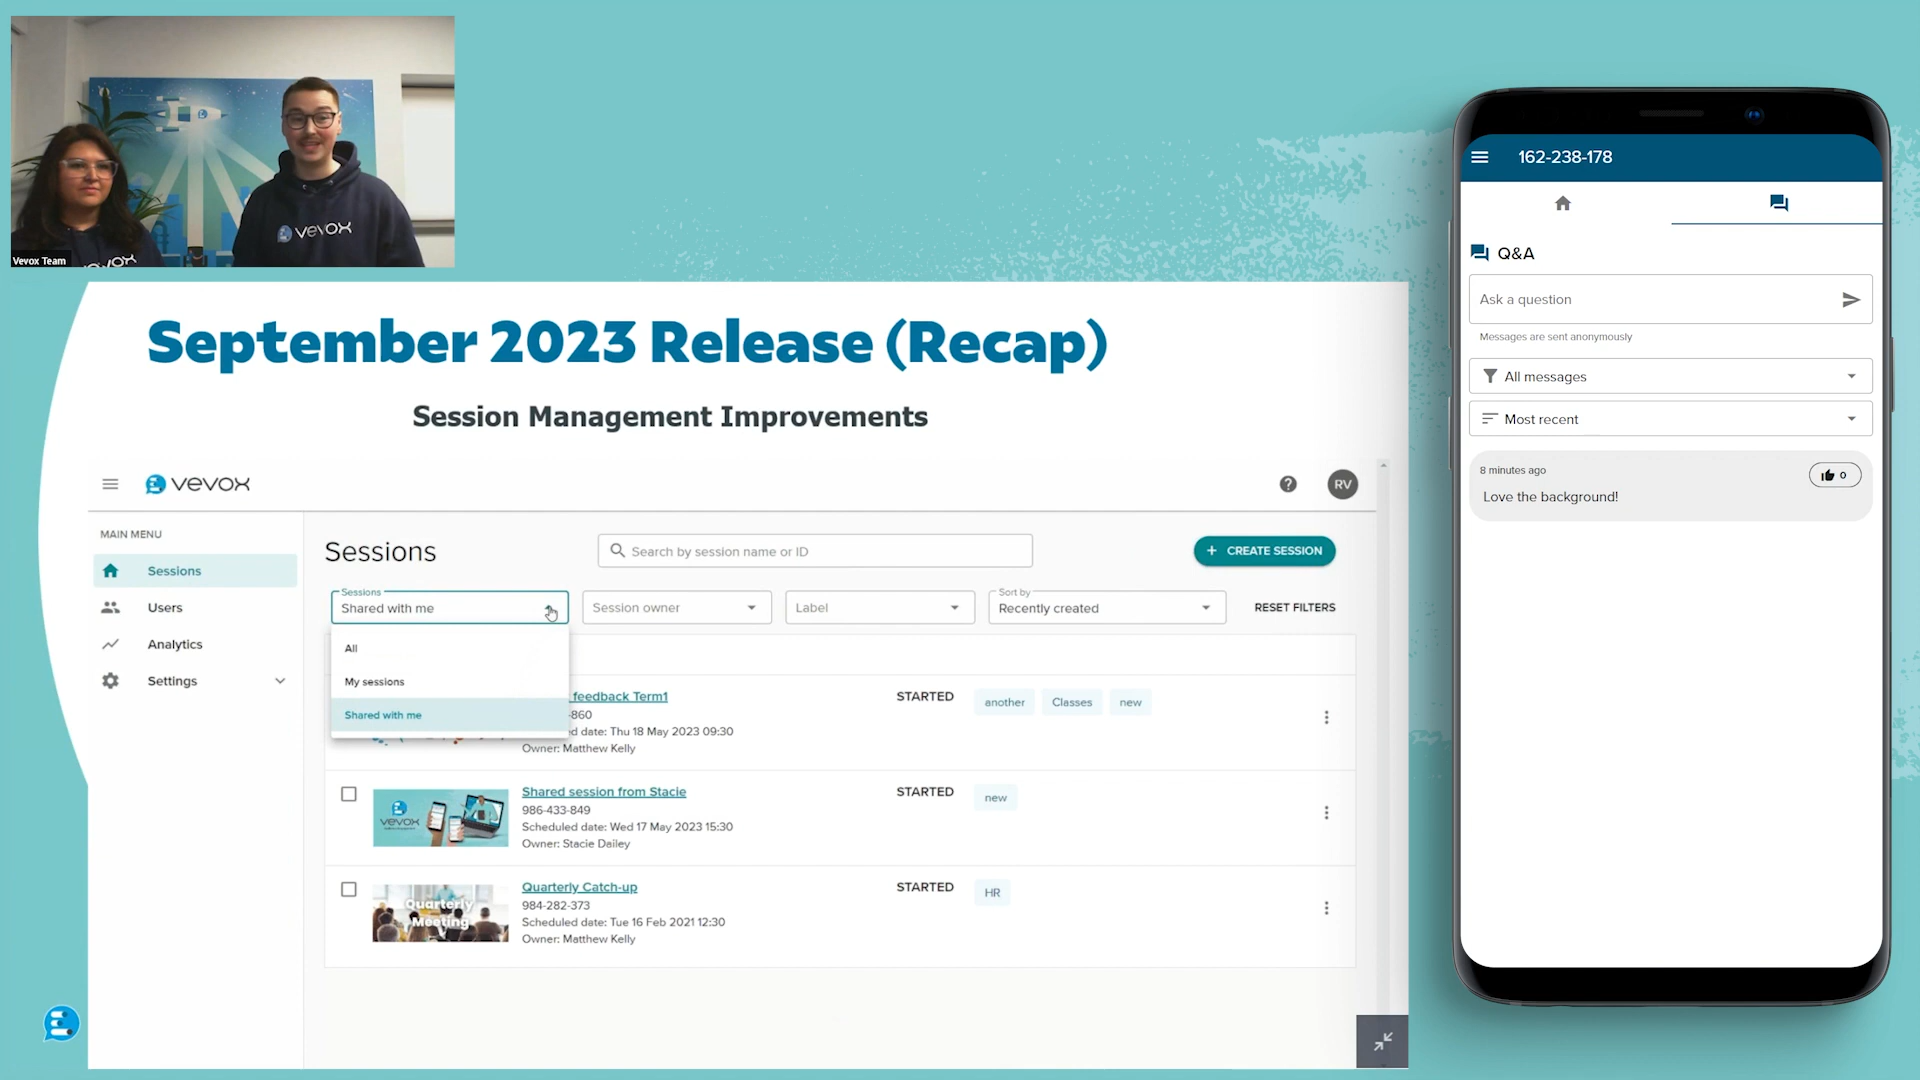 vevox
vevox
Vevox Team
September 2023 Release (Recap)
Session Management Improvements
vevox
?
RV
MAIN MENU
Sessions
Users
Analytics
Settings
Sessions
Search by session name or ID
+ CREATE SESSION
Sessions
Shared with me
Session owner
Label
Sort by
Recently created
RESET FILTERS
All
My sessions
Shared with me
feedback Term1
-860
date: Thu 18 May 2023 09:30
Owner: Matthew Kelly
STARTED
another
Classes
new
vevox
Shared session from Stacie
986-433-849
Scheduled date: Wed 17 May 2023 15:30
Owner: Stacie Dailey
STARTED
new
Quarterly
Meeting
Quarterly Catch-up
984-282-373
Scheduled date: Tue 16 Feb 2021 12:30
Owner: Matthew Kelly
STARTED
HR
162-238-178
Q&A
Ask a question
Messages are sent anonymously
All messages
Most recent
8 minutes ago
0
Love the background!